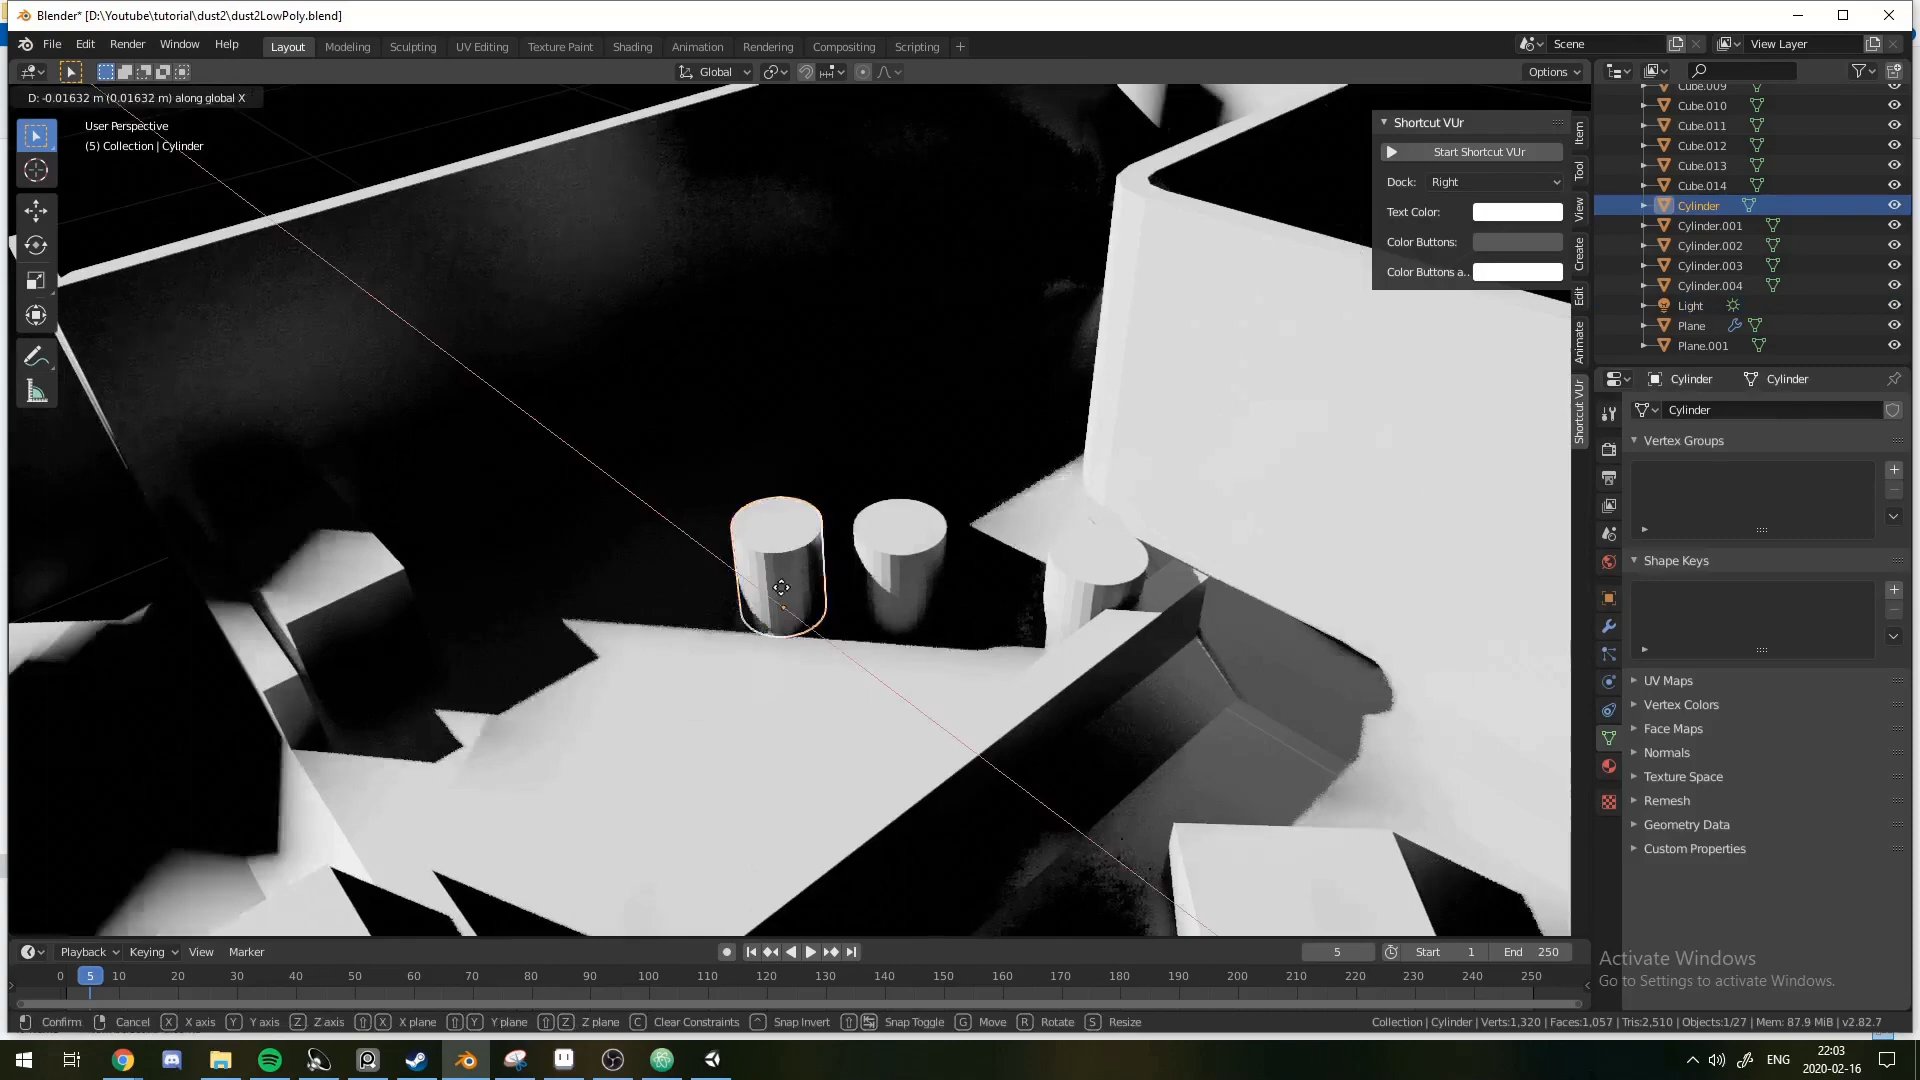 Blender* [D:\Youtube\tutorial\dust2\dust2LowPoly.blend]
File Edit Render Window Help
Layout Modeling Sculpting UV Editing Texture Paint Shading Animation Rendering Compositing Scripting +
Scene
View Layer
Global
Options
D: -0.01632 m (0.01632 m) along global X
User Perspective
(5) Collection | Cylinder
Shortcut VUr
Start Shortcut VUr
Dock: Right
Text Color:
Color Buttons:
Color Buttons a..
Item
Tool
View
Create
Edit
Animate
Shortcut VUr
Cube.009
Cube.010
Cube.011
Cube.012
Cube.013
Cube.014
Cylinder
Cylinder.001
Cylinder.002
Cylinder.003
Cylinder.004
Light
Plane
Plane.001
Cylinder Cylinder
Cylinder
Vertex Groups
Shape Keys
UV Maps
Vertex Colors
Face Maps
Normals
Texture Space
Remesh
Geometry Data
Custom Properties
Activate Windows
Go to Settings to activate Windows.
Playback Keying View Marker
5
Start 1
End 250
0 5 10 20 30 40 50 60 70 80 90 100 110 120 130 140 150 160 170 180 190 200 210 220 230 240 250
Confirm Cancel X X axis Y Y axis Z Z axis X X plane Y Y plane Z Z plane C Clear Constraints ^ Snap Invert Snap Toggle G Move R Rotate S Resize
Collection | Cylinder | Verts:1,320 | Faces:1,057 | Tris:2,510 | Objects:1/27 | Mem: 87.9 MiB | v2.82.7
ENG
22:03
2020-02-16